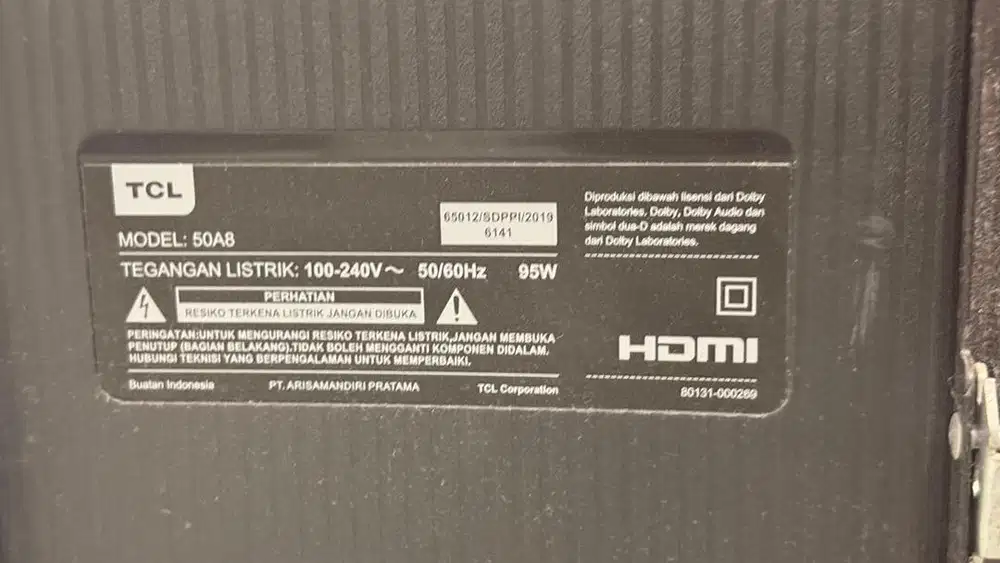 TCL
MODEL: 50A8
65012/SDPPI/2019
6141
TEGANGAN LISTRIK: 100-240V~ 50/60Hz 95W
PERHATIAN
RESIKO TERKENA LISTRIK JANGAN DIBUKA
PERINGATAN:UNTUK MENGURANGI RESIKO TERKENA LISTRIK,JANGAN MEMBUKA
PENUTUP (BAGIAN BELAKANG).TIDAK BOLEH MENGGANTI KOMPONEN DIDALAM.
HUBUNGI TEKNISI YANG BERPENGALAMAN UNTUK MEMPERBAIKI.
Buatan Indonesia PT. ARISAMANDIRI PRATAMA TCL Corporation
Diproduksi dibawah lisensi dari Dolby
Laboratories. Dolby, Dolby Audio dan
simbol dua-D adalah merek dagang
dari Dolby Laboratories.
HDMI
80131-000269